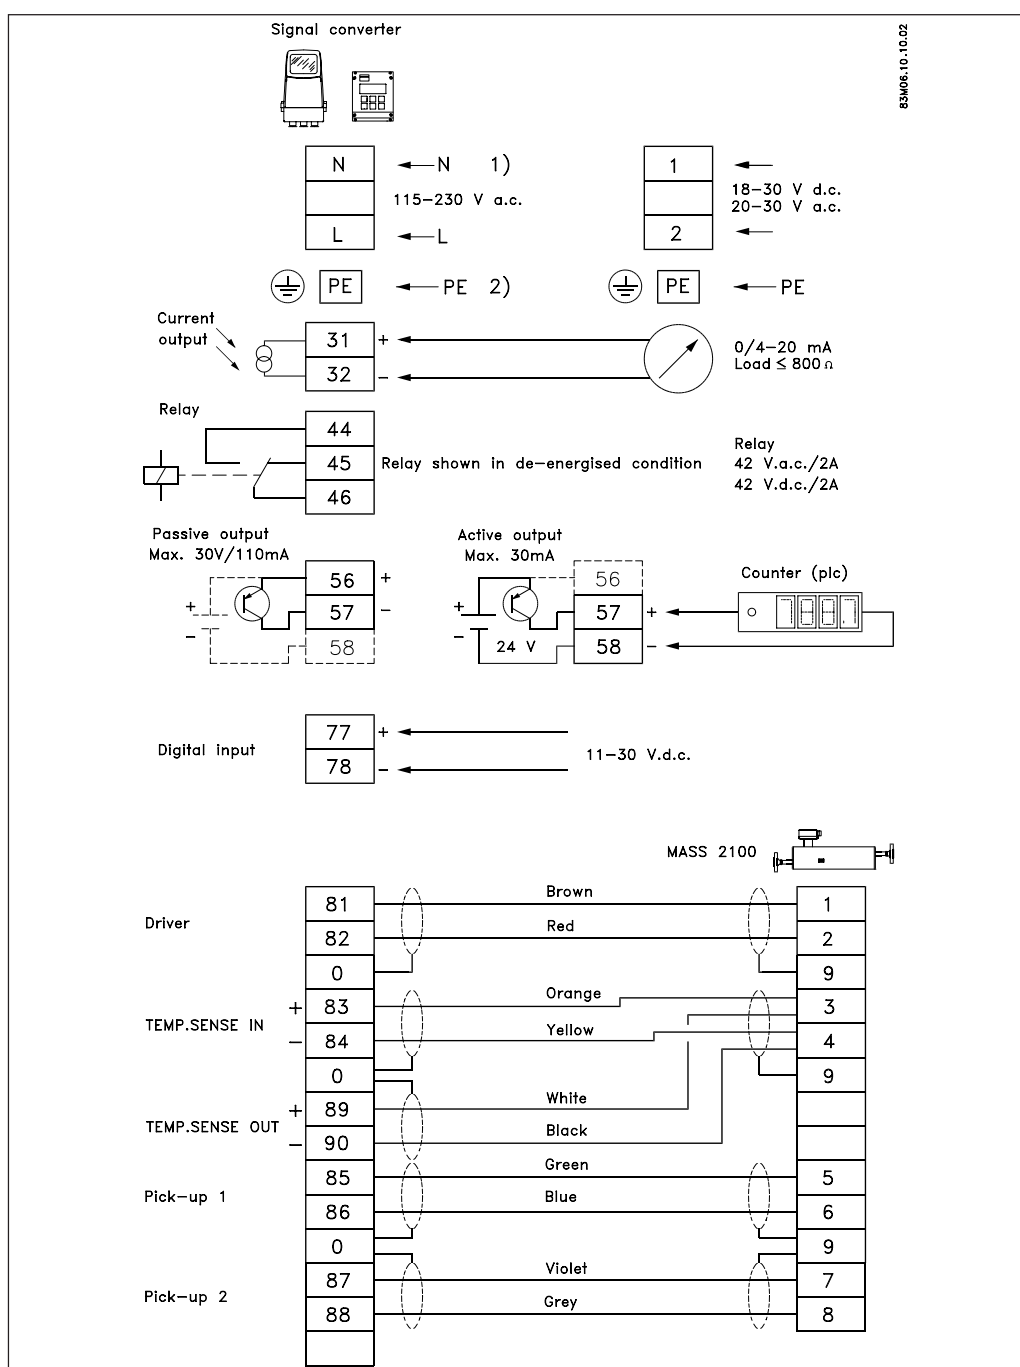 Signal converter
83M06.10.10.02
N
←N 1)
115-230 V a.c.
L
←L
1
18-30 V d.c.
20-30 V a.c.
2
PE
←PE 2)
PE
←PE
Current
output
31
+
32
-
0/4-20 mA
Load ≤ 800Ω
Relay
44
45
46
Relay shown in de-energised condition
Relay
42 V.a.c./2A
42 V.d.c./2A
Passive output
Max. 30V/110mA
+
-
56
+
57
-
58
Active output
Max. 30mA
+
-
24 V
56
57
+
58
-
Counter (plc)
Digital input
77
+
78
-
11-30 V.d.c.
MASS 2100
Driver
81
Brown
1
82
Red
2
0
9
TEMP.SENSE IN
+
83
Orange
3
-
84
Yellow
4
0
9
TEMP.SENSE OUT
+
89
White
-
90
Black
Pick-up 1
85
Green
5
86
Blue
6
0
9
Pick-up 2
87
Violet
7
88
Grey
8